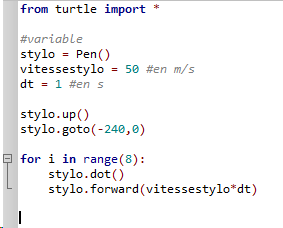 from turtle import *
#variable
stylo = Pen()
vitessestylo = 50 #en m/s
dt = 1 #en s
stylo.up()
stylo.goto(-240,0)
for i in range(8):
    stylo.dot()
    stylo.forward(vitessestylo*dt)